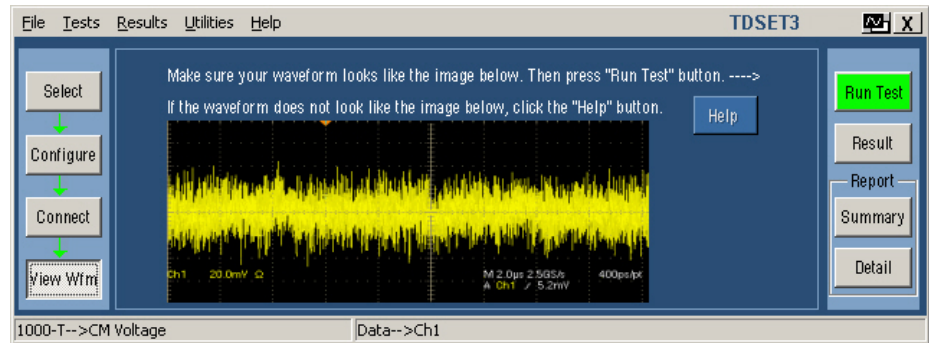 File Tests Results Utilities Help TDSET3 X
Select
Configure
Connect
View Wfm
Make sure your waveform looks like the image below. Then press "Run Test" button. ---->
If the waveform does not look like the image below, click the "Help" button.
Help
Ch1 20.0mV Ω M 2.0µs 2.5GS/s 400ps/pt
A Ch1 / 5.2mV
Run Test
Result
Report
Summary
Detail
1000-T-->CM Voltage Data-->Ch1